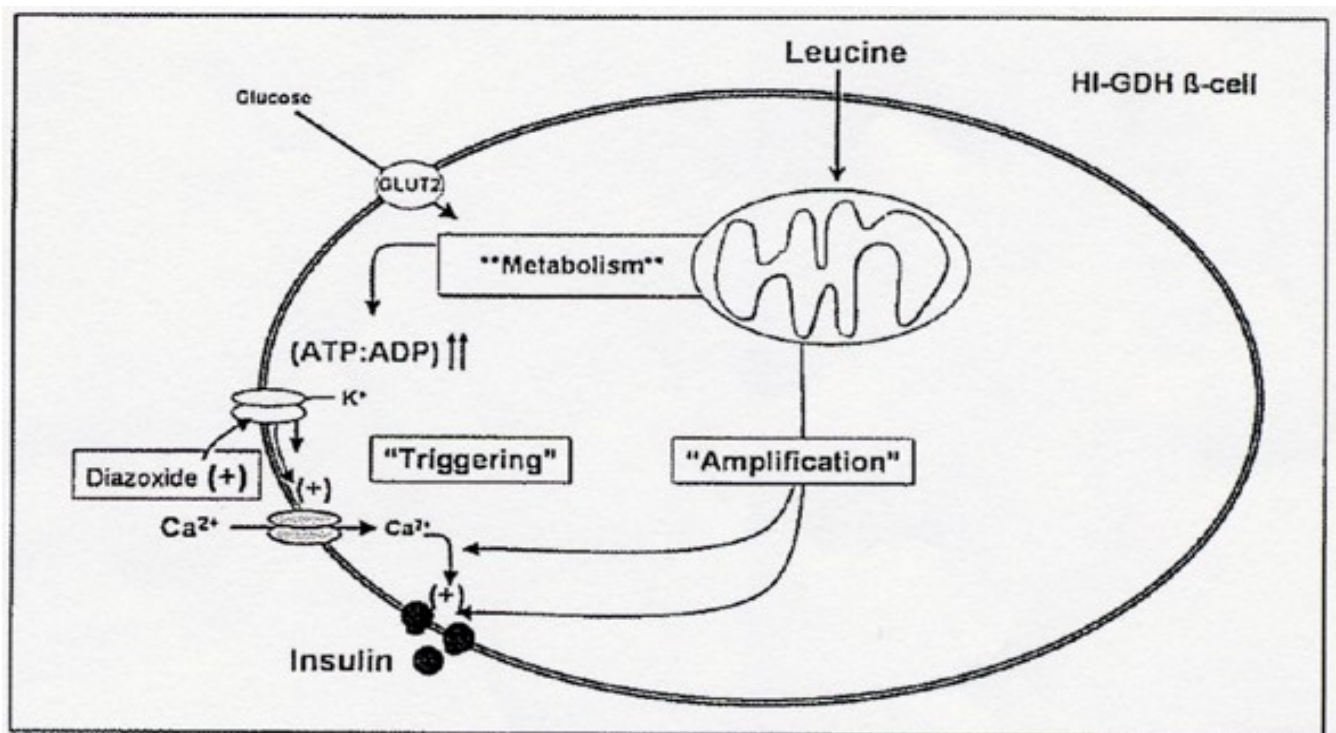 Leucine
HI-GDH ß-cell
Glucose
GLUT2
**Metabolism**
(ATP:ADP)↑↑
K+
"Triggering"
"Amplification"
Diazoxide (+)
(+)
Ca2+
Ca2+
(+)
Insulin